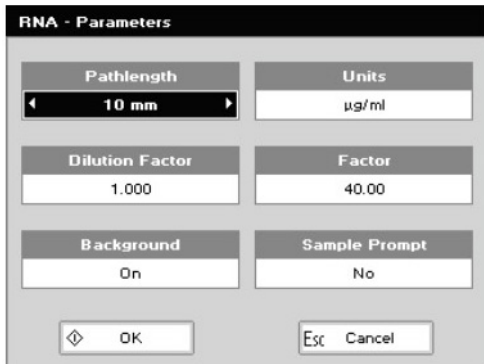 RNA - Parameters
Pathlength
10 mm
Units
µg/ml
Dilution Factor
1.000
Factor
40.00
Background
On
Sample Prompt
No
OK
Esc Cancel